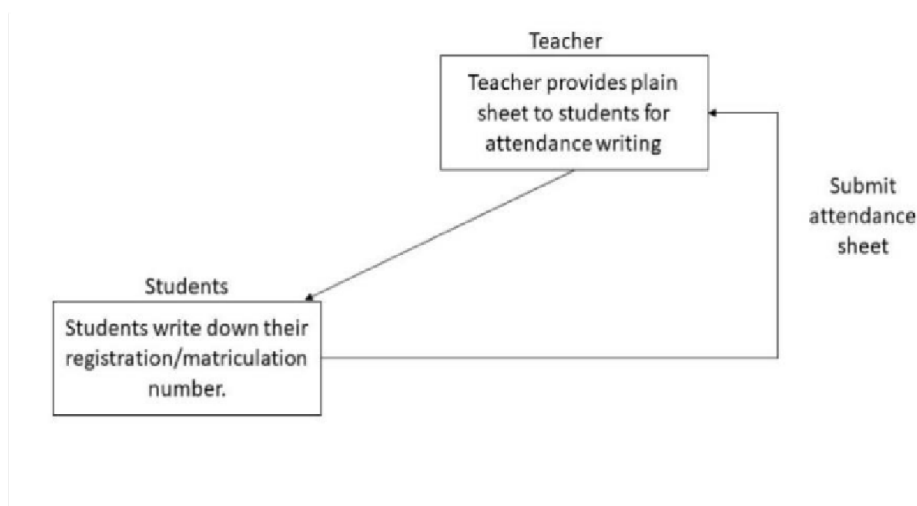 Teacher
Teacher provides plain
sheet to students for
attendance writing
Submit
attendance
sheet
Students
Students write down their
registration/matriculation
number.